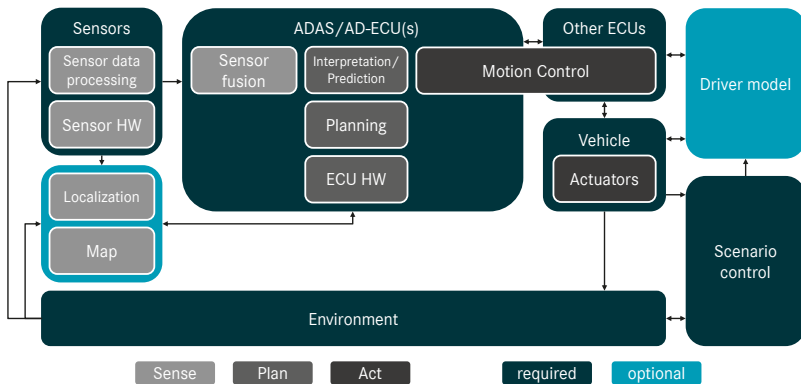 Sensors
Sensor data
processing
Sensor HW
Localization
Map
ADAS/AD-ECU(s)
Sensor
fusion
Interpretation/
Prediction
Planning
ECU HW
Motion Control
Other ECUs
Vehicle
Actuators
Driver model
Scenario
control
Environment
Sense
Plan
Act
required
optional